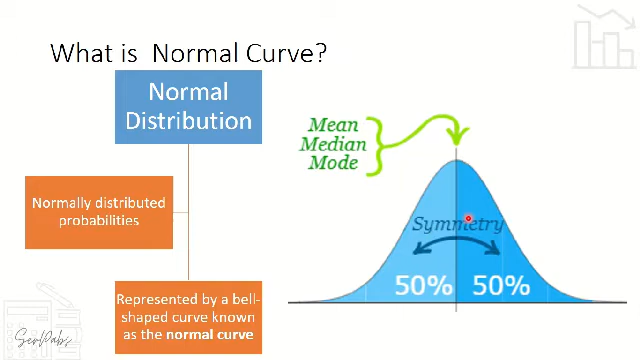 What is Normal Curve?
Normal
Distribution
Normally distributed
probabilities
Represented by a bell-
shaped curve known
as the normal curve
Mean
Median
Mode
Symmetry
50% 50%
SerPabs